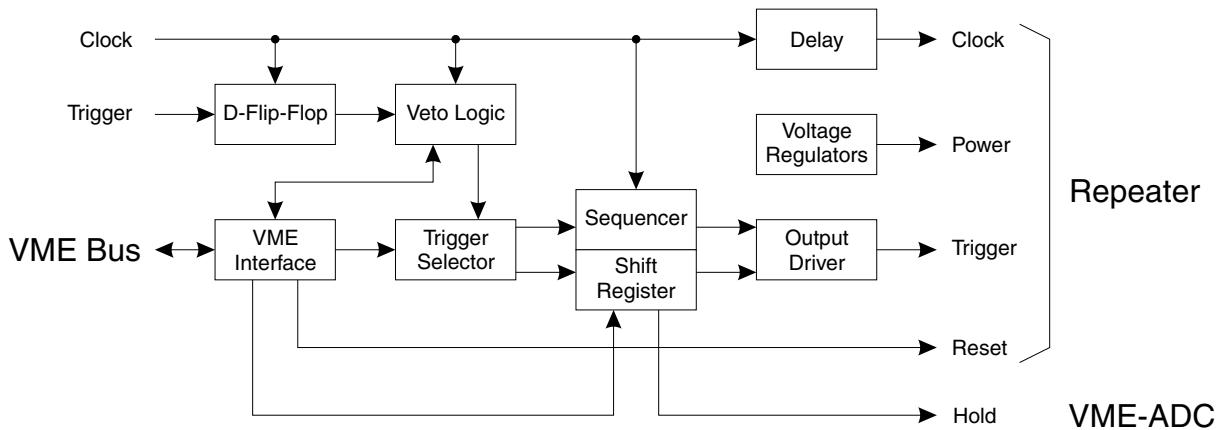 Clock
Delay
Clock
Trigger
D-Flip-Flop
Veto Logic
Voltage
Regulators
Power
Repeater
Sequencer
VME Bus
VME
Interface
Trigger
Selector
Shift
Register
Output
Driver
Trigger
Reset
Hold
VME-ADC